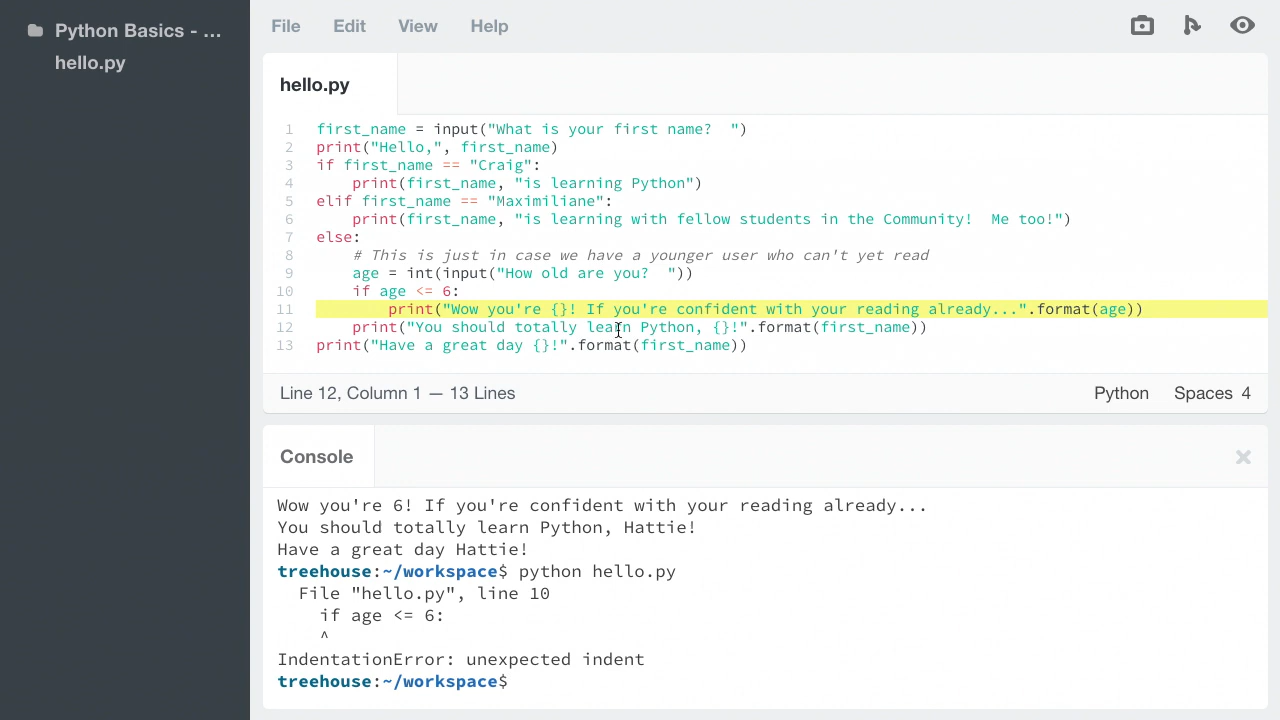 Python Basics - ...
hello.py
File Edit View Help
hello.py
1 first_name = input("What is your first name?  ")
2 print("Hello,", first_name)
3 if first_name == "Craig":
4     print(first_name, "is learning Python")
5 elif first_name == "Maximiliane":
6     print(first_name, "is learning with fellow students in the Community!  Me too!")
7 else:
8     # This is just in case we have a younger user who can't yet read
9     age = int(input("How old are you?  "))
10     if age <= 6:
11         print("Wow you're {}! If you're confident with your reading already...".format(age))
12     print("You should totally learn Python, {}!".format(first_name))
13 print("Have a great day {}!".format(first_name))
Line 12, Column 1 — 13 Lines Python Spaces 4
Console
Wow you're 6! If you're confident with your reading already...
You should totally learn Python, Hattie!
Have a great day Hattie!
treehouse:~/workspace$ python hello.py
  File "hello.py", line 10
    if age <= 6:
    ^
IndentationError: unexpected indent
treehouse:~/workspace$